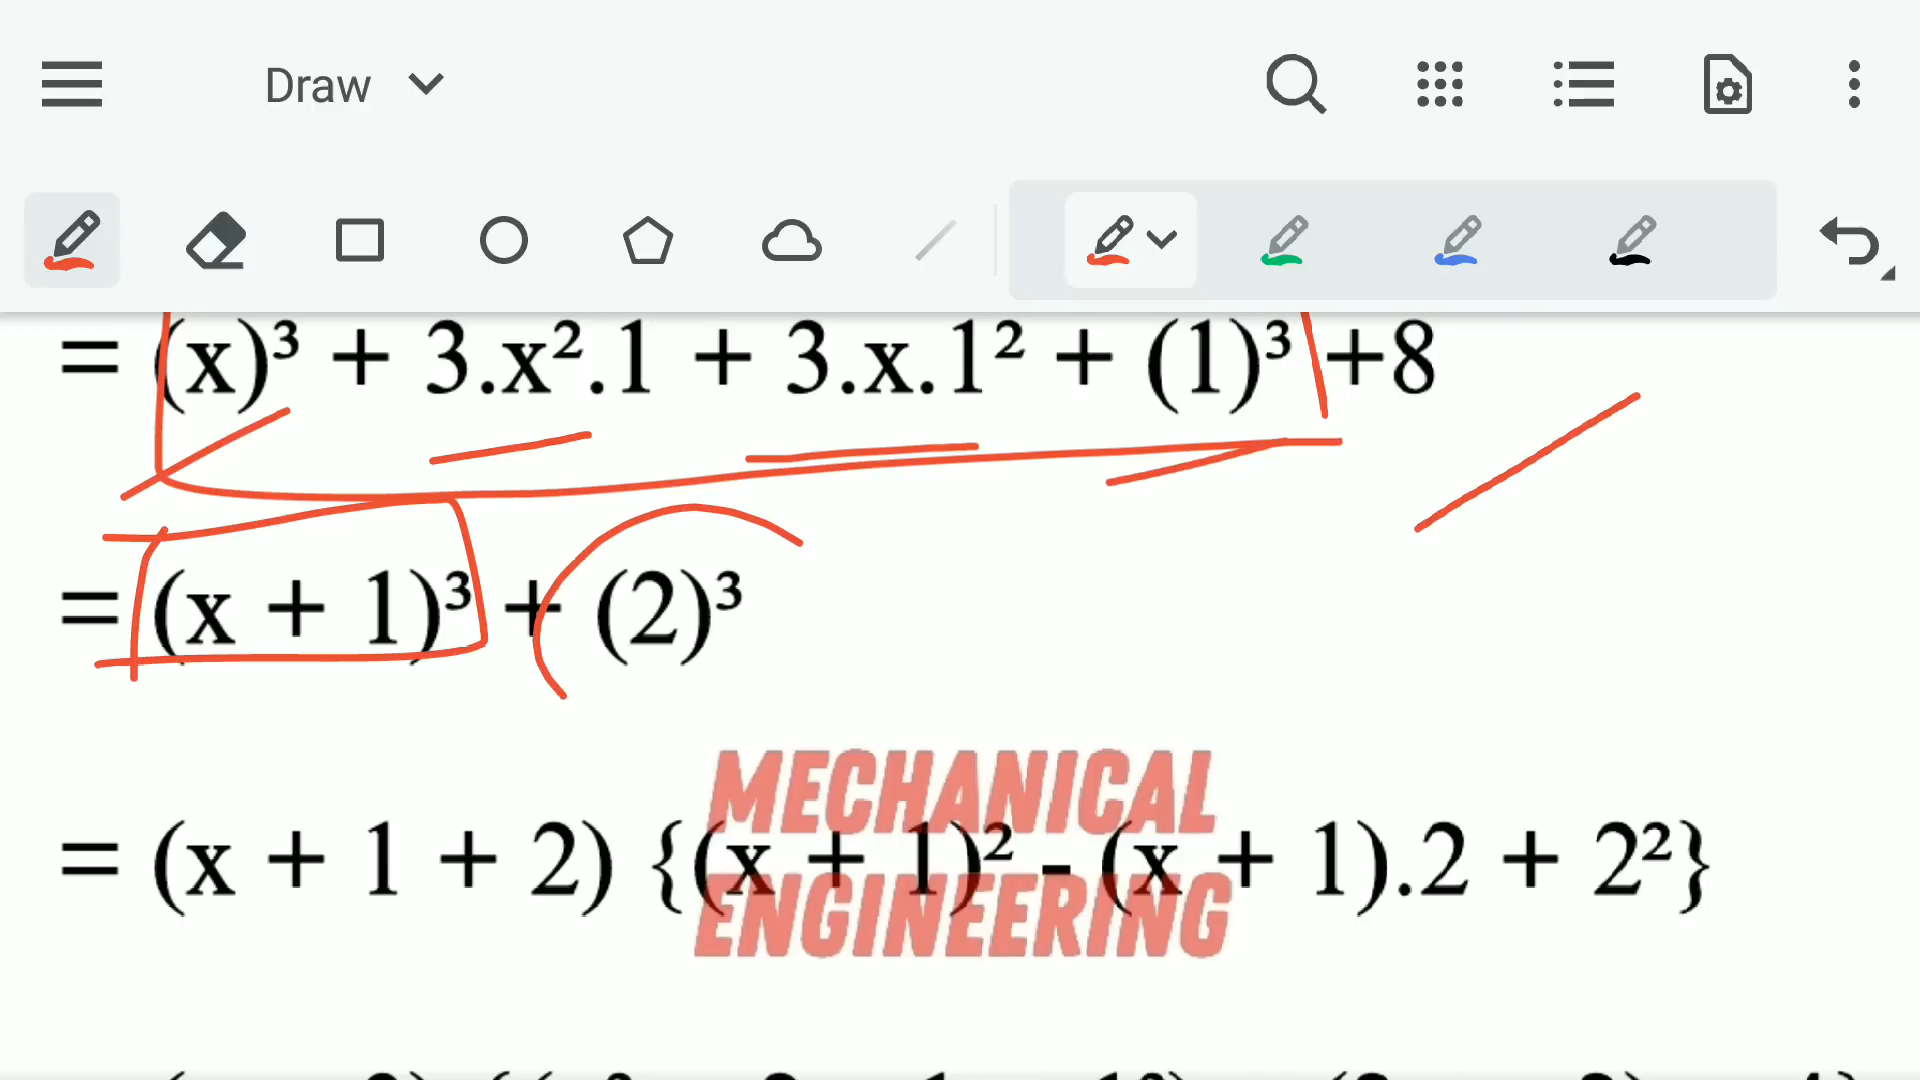 Draw
= (x)³ + 3.x².1 + 3.x.1² + (1)³ +8
= (x + 1)³ + (2)³
= (x + 1 + 2) {(x + 1)² - (x + 1).2 + 2²}
MECHANICAL
ENGINEERING